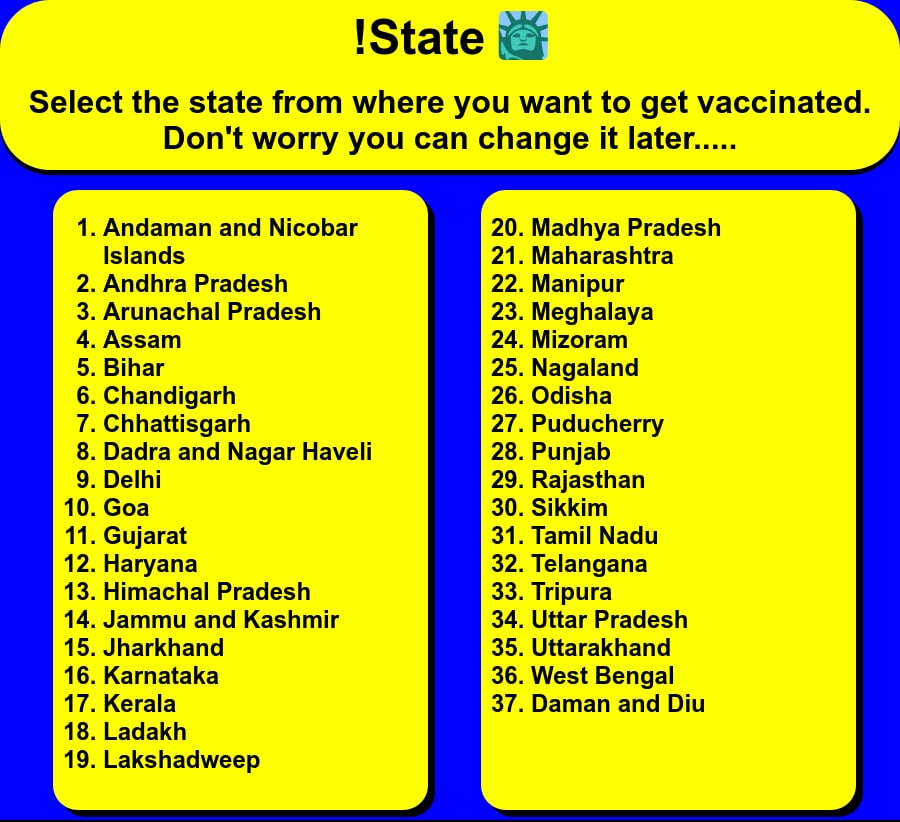 !State
Select the state from where you want to get vaccinated.
Don't worry you can change it later.....
1. Andaman and Nicobar
Islands
2. Andhra Pradesh
3. Arunachal Pradesh
4. Assam
5. Bihar
6. Chandigarh
7. Chhattisgarh
8. Dadra and Nagar Haveli
9. Delhi
10. Goa
11. Gujarat
12. Haryana
13. Himachal Pradesh
14. Jammu and Kashmir
15. Jharkhand
16. Karnataka
17. Kerala
18. Ladakh
19. Lakshadweep
20. Madhya Pradesh
21. Maharashtra
22. Manipur
23. Meghalaya
24. Mizoram
25. Nagaland
26. Odisha
27. Puducherry
28. Punjab
29. Rajasthan
30. Sikkim
31. Tamil Nadu
32. Telangana
33. Tripura
34. Uttar Pradesh
35. Uttarakhand
36. West Bengal
37. Daman and Diu